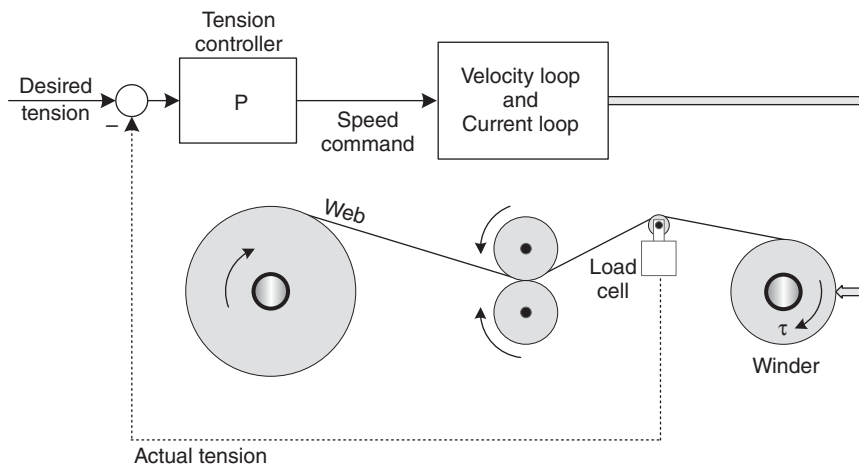 Tension
controller
Desired
tension
–
P
Speed
command
Velocity loop
and
Current loop
Web
Load
cell
τ
Winder
Actual tension